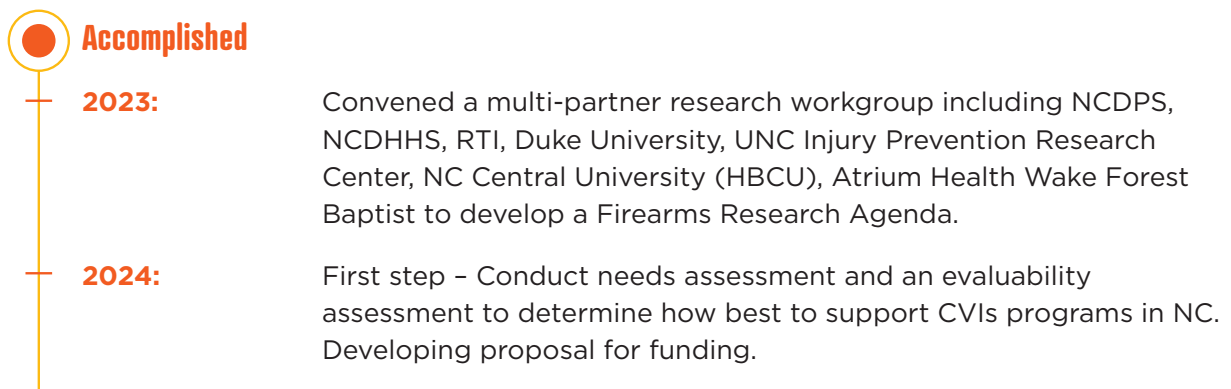 Accomplished
2023: Convened a multi-partner research workgroup including NCDPS,
NCDHHS, RTI, Duke University, UNC Injury Prevention Research
Center, NC Central University (HBCU), Atrium Health Wake Forest
Baptist to develop a Firearms Research Agenda.
2024: First step – Conduct needs assessment and an evaluability
assessment to determine how best to support CVIs programs in NC.
Developing proposal for funding.